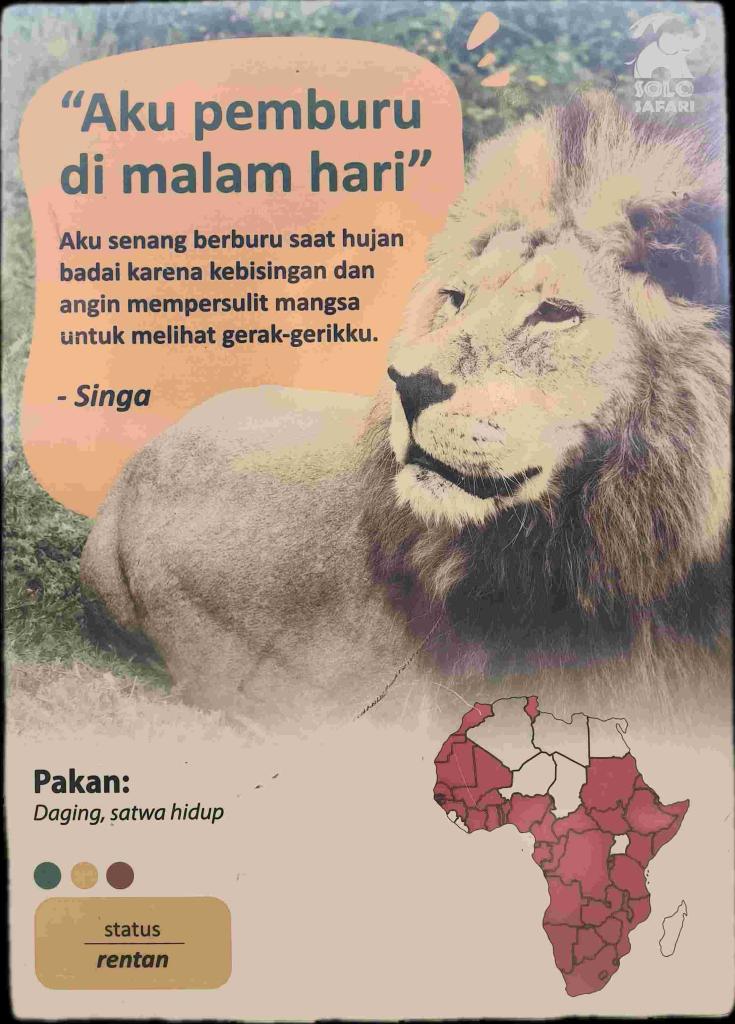 SOLO
SAFARI
“Aku pemburu
di malam hari”
Aku senang berburu saat hujan
badai karena kebisingan dan
angin mempersulit mangsa
untuk melihat gerak-gerikku.
- Singa
Pakan:
Daging, satwa hidup
status
rentan